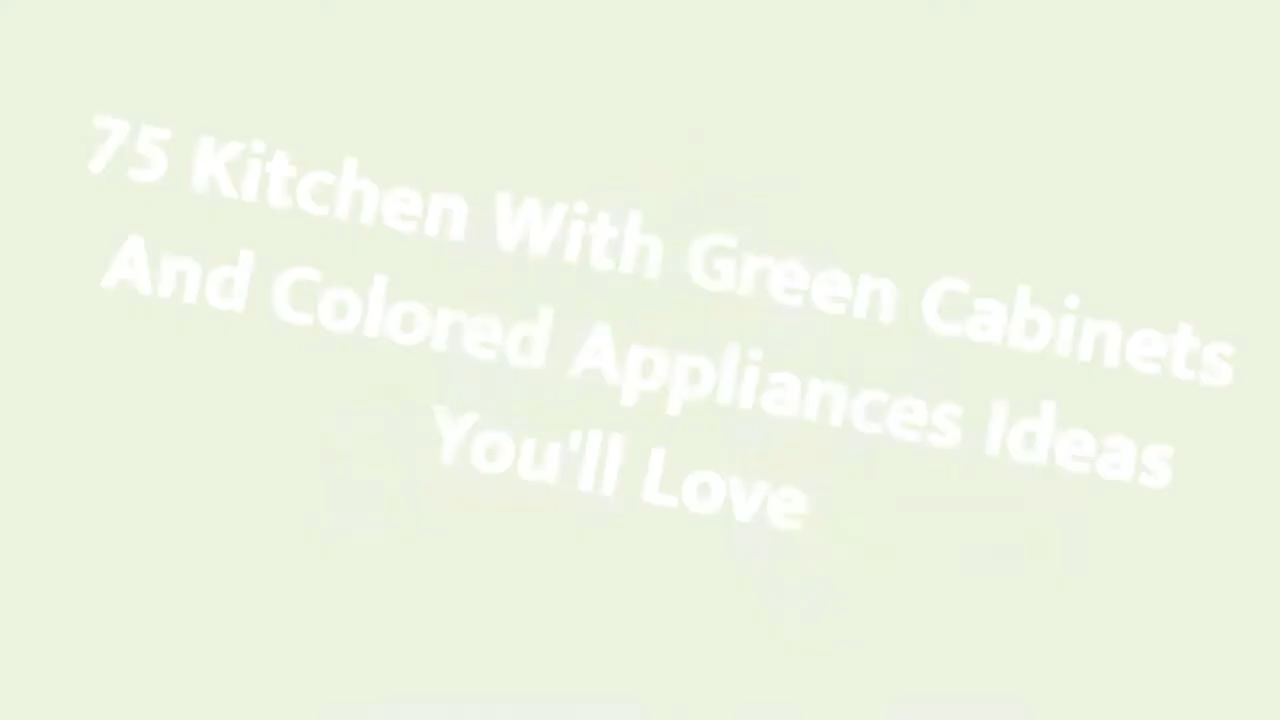 75 Kitchen With Green Cabinets
And Colored Appliances Ideas
You'll Love